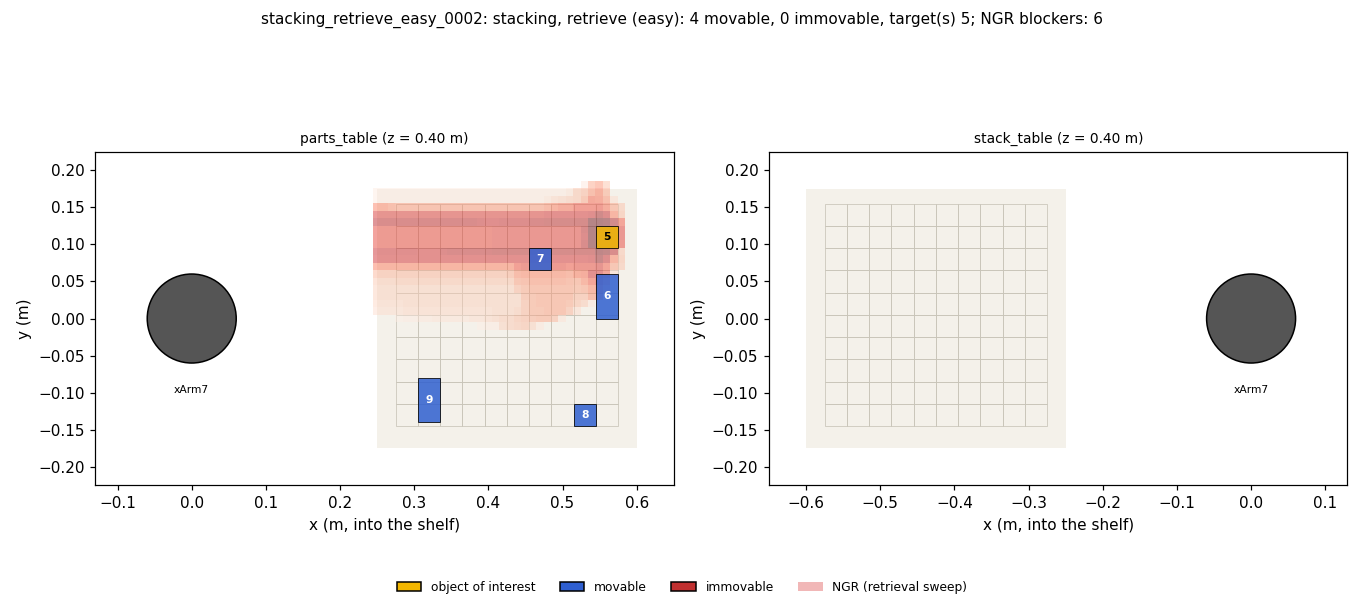 stacking_retrieve_easy_0002: stacking, retrieve (easy): 4 movable, 0 immovable, target(s) 5; NGR blockers: 6
parts_table (z = 0.40 m)
0.20
0.15
0.10
0.05
0.00
−0.05
−0.10
−0.15
−0.20
y (m)
xArm7
5
7
6
9
8
−0.1 0.0 0.1 0.2 0.3 0.4 0.5 0.6
x (m, into the shelf)
stack_table (z = 0.40 m)
0.20
0.15
0.10
0.05
0.00
−0.05
−0.10
−0.15
−0.20
y (m)
xArm7
−0.6 −0.5 −0.4 −0.3 −0.2 −0.1 0.0 0.1
x (m, into the shelf)
object of interest movable immovable NGR (retrieval sweep)